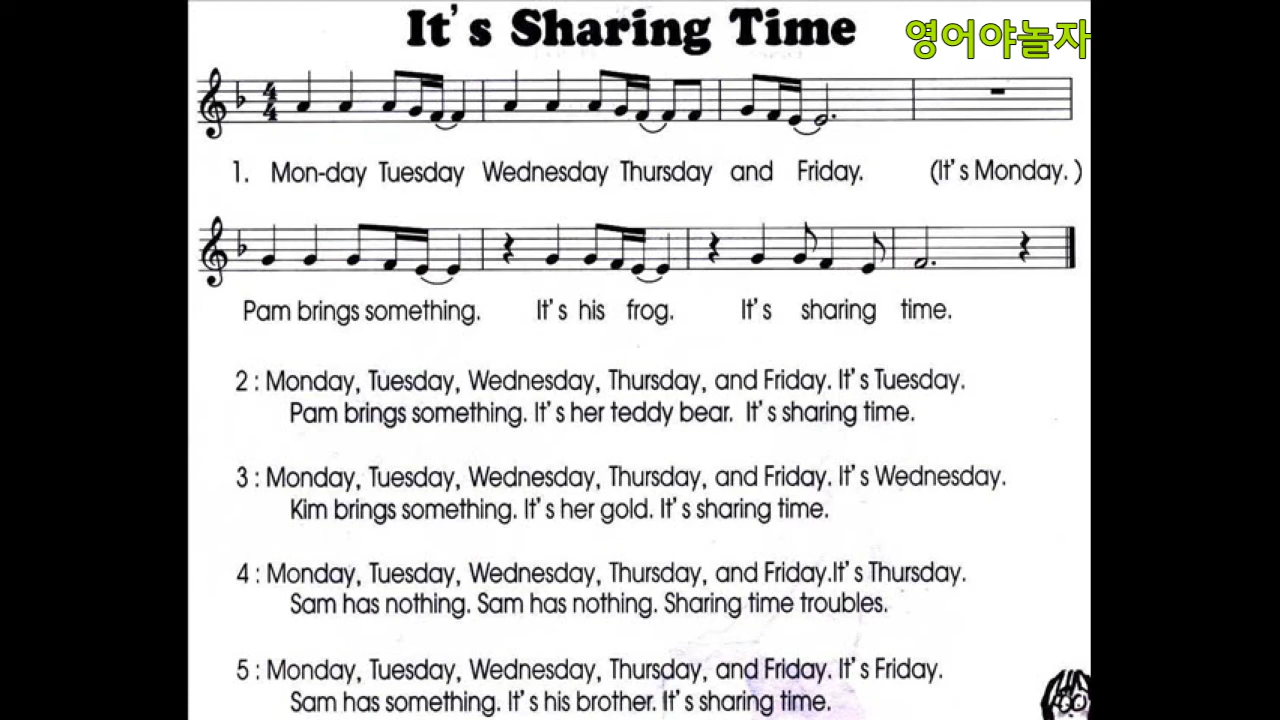 It's Sharing Time
영어야놀자
1. Mon-day Tuesday Wednesday Thursday and Friday. (It's Monday.)
Pam brings something. It's his frog. It's sharing time.
2 : Monday, Tuesday, Wednesday, Thursday, and Friday. It's Tuesday.
Pam brings something. It's her teddy bear. It's sharing time.
3 : Monday, Tuesday, Wednesday, Thursday, and Friday. It's Wednesday.
Kim brings something. It's her gold. It's sharing time.
4 : Monday, Tuesday, Wednesday, Thursday, and Friday.It's Thursday.
Sam has nothing. Sam has nothing. Sharing time troubles.
5 : Monday, Tuesday, Wednesday, Thursday, and Friday. It's Friday.
Sam has something. It's his brother. It's sharing time.